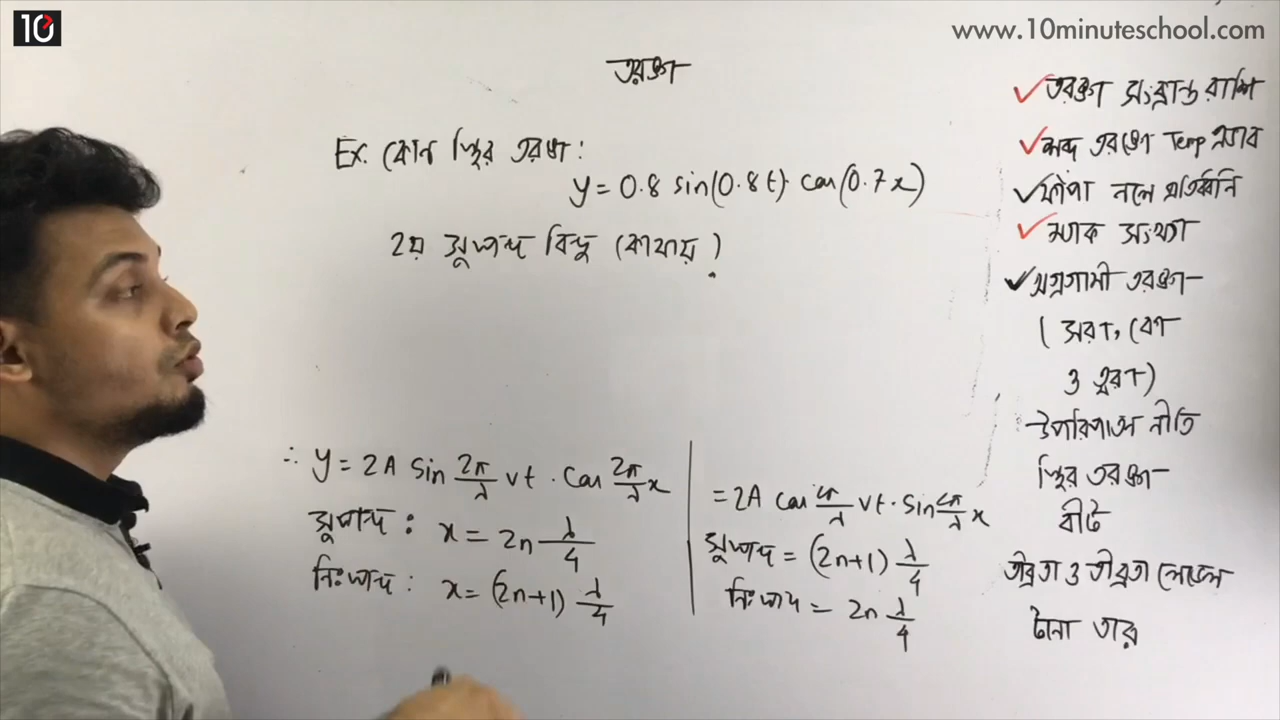 10
www.10minuteschool.com
তরঙ্গ
Ex. কোন স্থির তরঙ্গ:
y = 0.8 sin(0.8t) cos(0.7x)
2য় সুস্পন্দ বিন্দু কোথায়?
∴ y = 2A sin 2π/λ vt · cos 2π/λ x
সুস্পন্দ : x = 2n λ/4
নিঃস্পন্দ : x = (2n+1) λ/4
= 2A cos 2π/λ vt · sin 2π/λ x
সুস্পন্দ = (2n+1) λ/4
নিঃস্পন্দ = 2n λ/4
✓ তরঙ্গ সংক্রান্ত রাশি
✓ শব্দ তরঙ্গে Temp প্রভাব
✓ ফাঁপা নলে প্রতিধ্বনি
✓ ম্যাক সংখ্যা
✓ অগ্রগামী তরঙ্গ
(সরণ, বেগ
ও ত্বরণ)
উপরিপাতন নীতি
স্থির তরঙ্গ
বীট
তীব্রতা ও তীব্রতা লেভেল
টানা তার